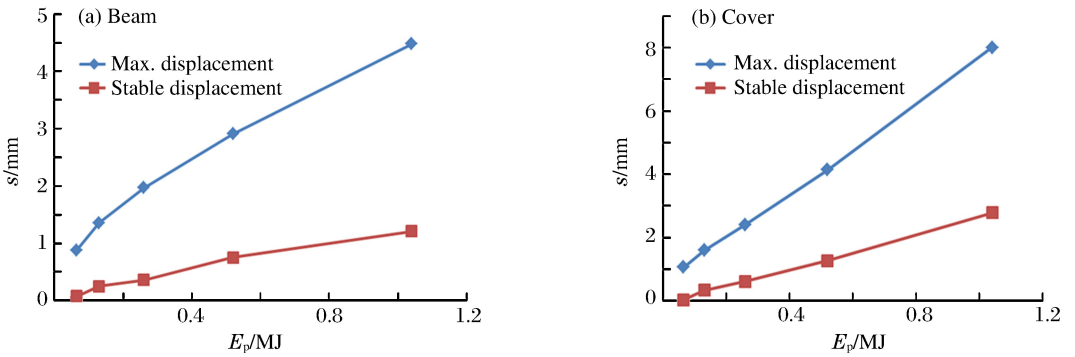 (a) Beam
Max. displacement
Stable displacement
s/mm
5
4
3
2
1
0
0.4
0.8
1.2
Eₚ/MJ
(b) Cover
Max. displacement
Stable displacement
s/mm
8
6
4
2
0
0.4
0.8
1.2
Eₚ/MJ